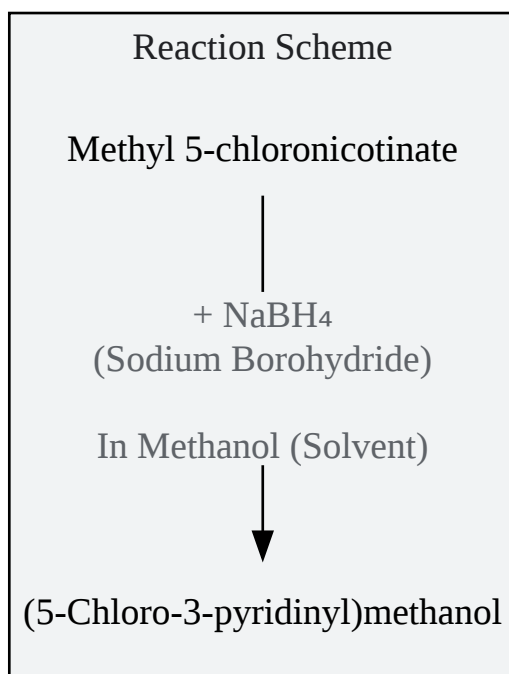 Reaction Scheme
Methyl 5-chloronicotinate
+ NaBH₄
(Sodium Borohydride)
In Methanol (Solvent)
(5-Chloro-3-pyridinyl)methanol